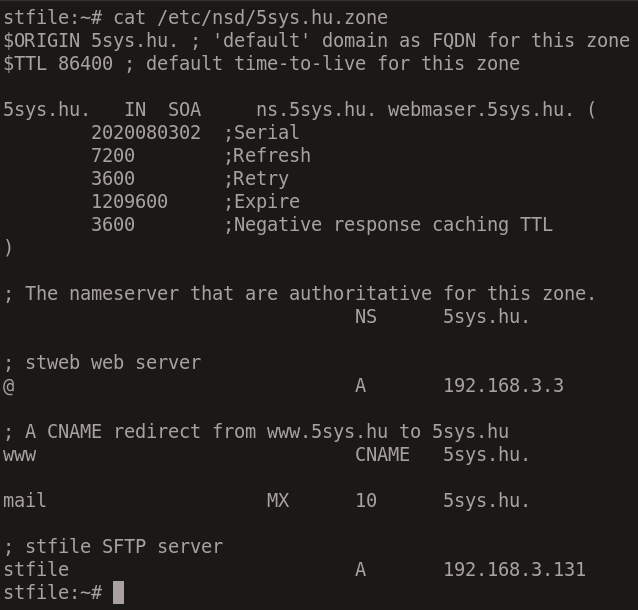 stfile:~# cat /etc/nsd/5sys.hu.zone
$ORIGIN 5sys.hu. ; 'default' domain as FQDN for this zone
$TTL 86400 ; default time-to-live for this zone
5sys.hu.   IN  SOA     ns.5sys.hu. webmaser.5sys.hu. (
        2020080302  ;Serial
        7200        ;Refresh
        3600        ;Retry
        1209600     ;Expire
        3600        ;Negative response caching TTL
)
; The nameserver that are authoritative for this zone.
                                NS      5sys.hu.
; stweb web server
@                               A       192.168.3.3
; A CNAME redirect from www.5sys.hu to 5sys.hu
www                             CNAME   5sys.hu.
mail                    MX      10      5sys.hu.
; stfile SFTP server
stfile                          A       192.168.3.131
stfile:~#